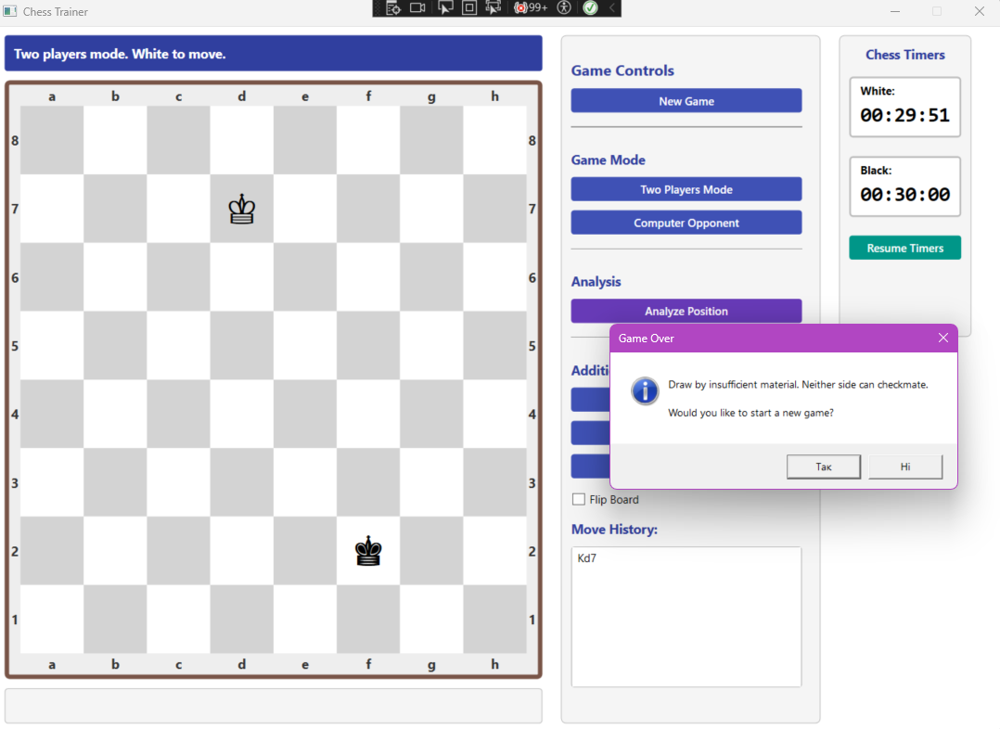 Chess Trainer
99+
Two players mode. White to move.
a b c d e f g h
8 8
7 7
6 6
5 5
4 4
3 3
2 2
1 1
a b c d e f g h
Game Controls
New Game
Game Mode
Two Players Mode
Computer Opponent
Analysis
Analyze Position
Additi
Flip Board
Move History:
Kd7
Chess Timers
White:
00:29:51
Black:
00:30:00
Resume Timers
Game Over
Draw by insufficient material. Neither side can checkmate.
Would you like to start a new game?
Так
Ні